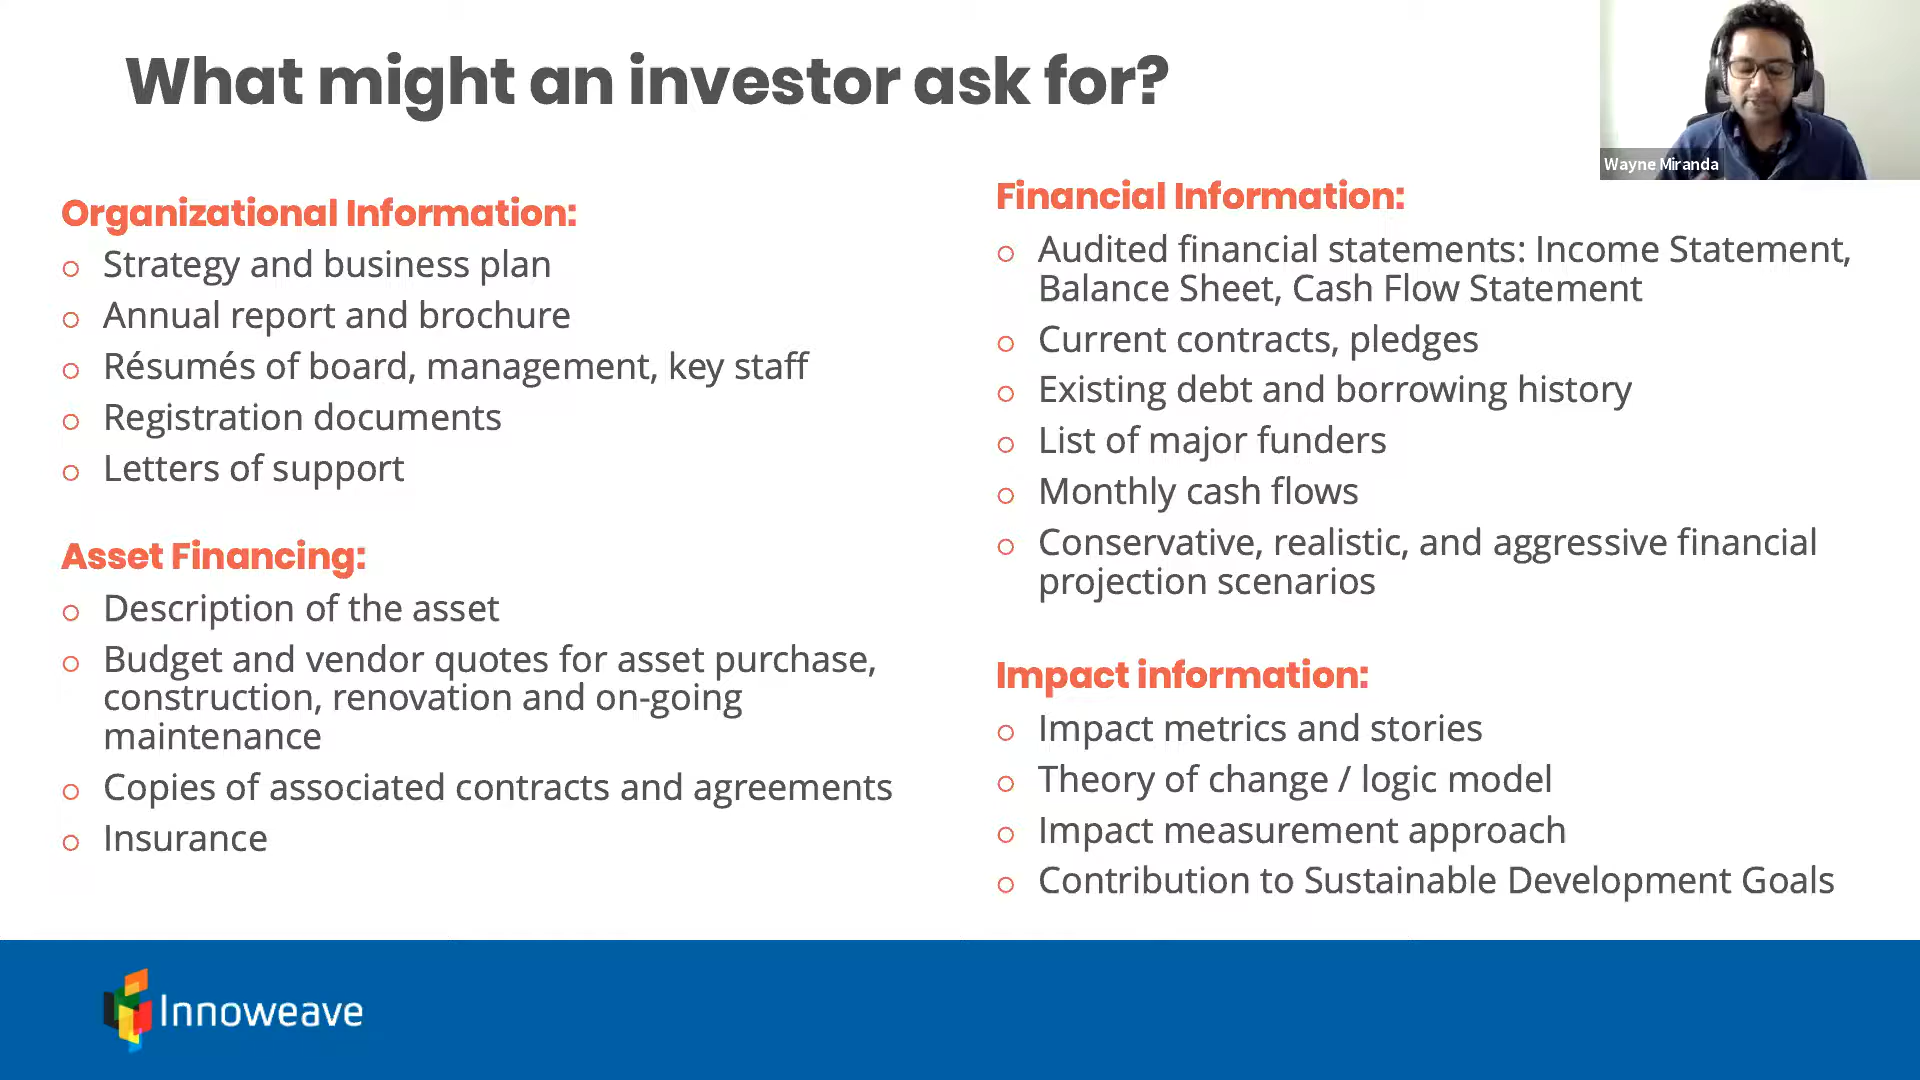 What might an investor ask for?
Wayne Miranda
Organizational Information:
Strategy and business plan
Annual report and brochure
Résumés of board, management, key staff
Registration documents
Letters of support
Asset Financing:
Description of the asset
Budget and vendor quotes for asset purchase,
construction, renovation and on-going
maintenance
Copies of associated contracts and agreements
Insurance
Financial Information:
Audited financial statements: Income Statement,
Balance Sheet, Cash Flow Statement
Current contracts, pledges
Existing debt and borrowing history
List of major funders
Monthly cash flows
Conservative, realistic, and aggressive financial
projection scenarios
Impact information:
Impact metrics and stories
Theory of change / logic model
Impact measurement approach
Contribution to Sustainable Development Goals
Innoweave